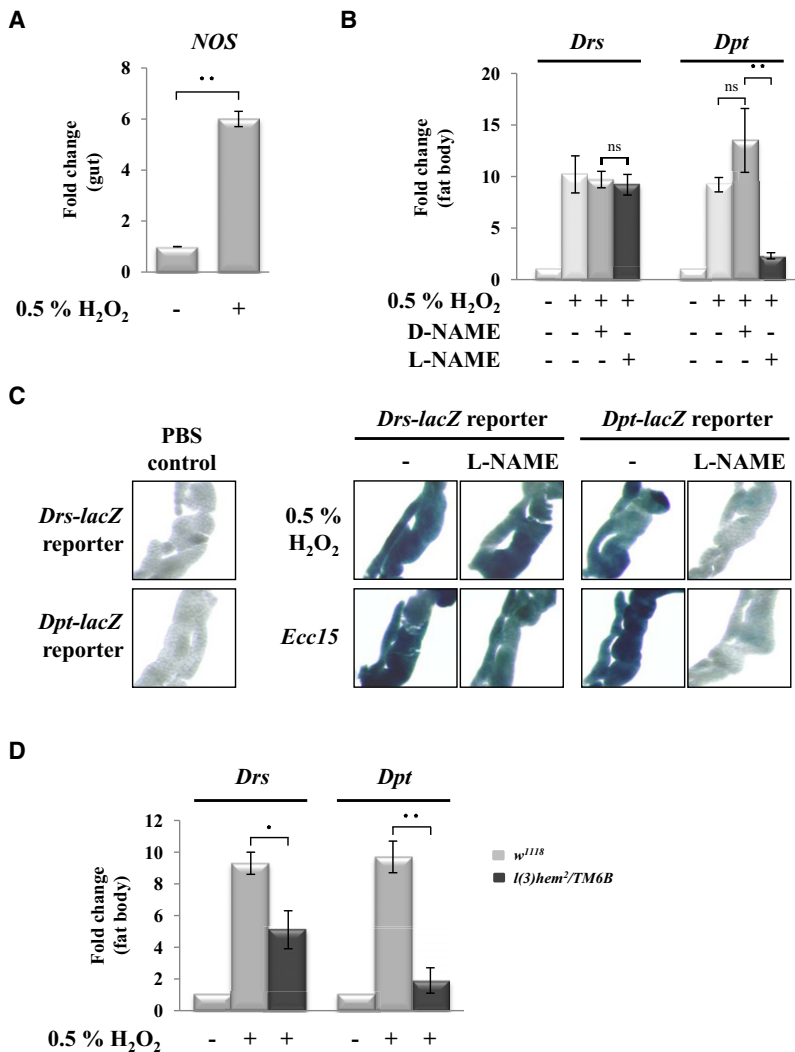 A
NOS
8
6
4
2
0
Fold change
(gut)
••
0.5 % H₂O₂ - +
B
Drs Dpt
20
15
10
5
0
Fold change
(fat body)
ns
ns
••
0.5 % H₂O₂ - + + + - + + +
D-NAME - - + - - - + -
L-NAME - - - + - - - +
C
PBS
control
Drs-lacZ
reporter
Dpt-lacZ
reporter
Drs-lacZ reporter Dpt-lacZ reporter
- L-NAME - L-NAME
0.5 %
H₂O₂
Ecc15
D
Drs Dpt
12
10
8
6
4
2
0
Fold change
(fat body)
•
••
w¹¹¹⁸
l(3)hem²/TM6B
0.5 % H₂O₂ - + + - + +